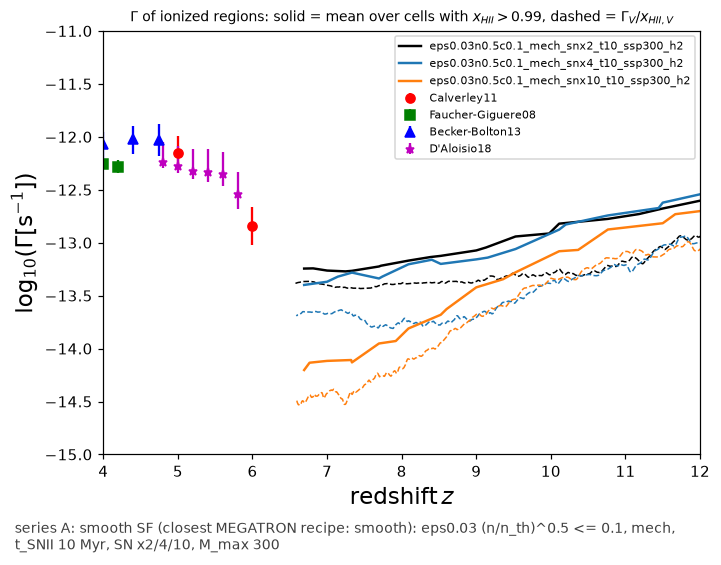 Γ of ionized regions: solid = mean over cells with x_HII > 0.99, dashed = Γ_V/x_HII,V
eps0.03n0.5c0.1_mech_snx2_t10_ssp300_h2
eps0.03n0.5c0.1_mech_snx4_t10_ssp300_h2
eps0.03n0.5c0.1_mech_snx10_t10_ssp300_h2
Calverley11
Faucher-Giguere08
Becker-Bolton13
D'Aloisio18
log₁₀(Γ[s⁻¹])
−11.0
−11.5
−12.0
−12.5
−13.0
−13.5
−14.0
−14.5
−15.0
4 5 6 7 8 9 10 11 12
redshift z
series A: smooth SF (closest MEGATRON recipe: smooth): eps0.03 (n/n_th)^0.5 <= 0.1, mech,
t_SNII 10 Myr, SN x2/4/10, M_max 300